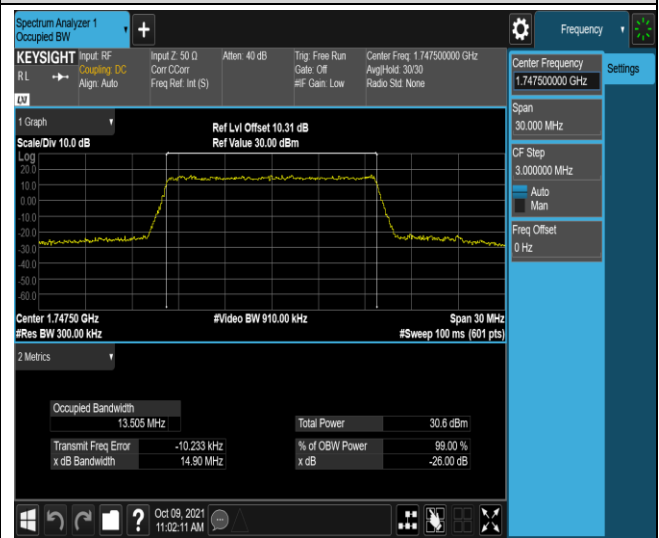 Spectrum Analyzer 1
Occupied BW
Frequency
KEYSIGHT
Input: RF
Input Z: 50 Ω
Atten: 40 dB
Trig: Free Run
Center Freq: 1.747500000 GHz
RL
Coupling: DC
Corr CCorr
Gate: Off
Avg|Hold: 30/30
Align: Auto
Freq Ref: Int (S)
#IF Gain: Low
Radio Std: None
LXI
Center Frequency
1.747500000 GHz
Settings
Span
30.000 MHz
CF Step
3.000000 MHz
Auto
Man
Freq Offset
0 Hz
1 Graph
Ref Lvl Offset 10.31 dB
Scale/Div 10.0 dB
Ref Value 30.00 dBm
Log
20.0
10.0
0.00
-10.0
-20.0
-30.0
-40.0
-50.0
-60.0
Center 1.74750 GHz
#Video BW 910.00 kHz
Span 30 MHz
#Res BW 300.00 kHz
#Sweep 100 ms (601 pts)
2 Metrics
Occupied Bandwidth
13.505 MHz
Total Power
30.6 dBm
Transmit Freq Error
-10.233 kHz
% of OBW Power
99.00 %
x dB Bandwidth
14.90 MHz
x dB
-26.00 dB
?
Oct 09, 2021
11:02:11 AM